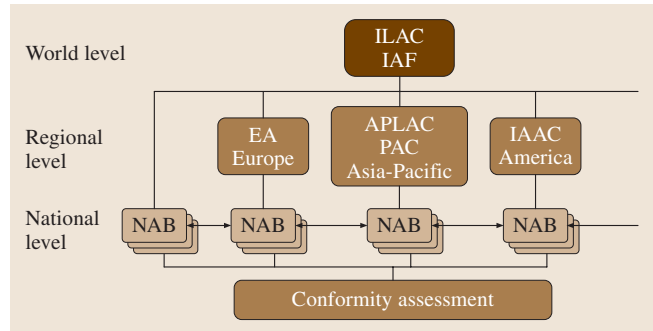 World level
ILAC
IAF
Regional
level
EA
Europe
APLAC
PAC
Asia-Pacific
IAAC
America
National
level
NAB
NAB
NAB
NAB
Conformity assessment